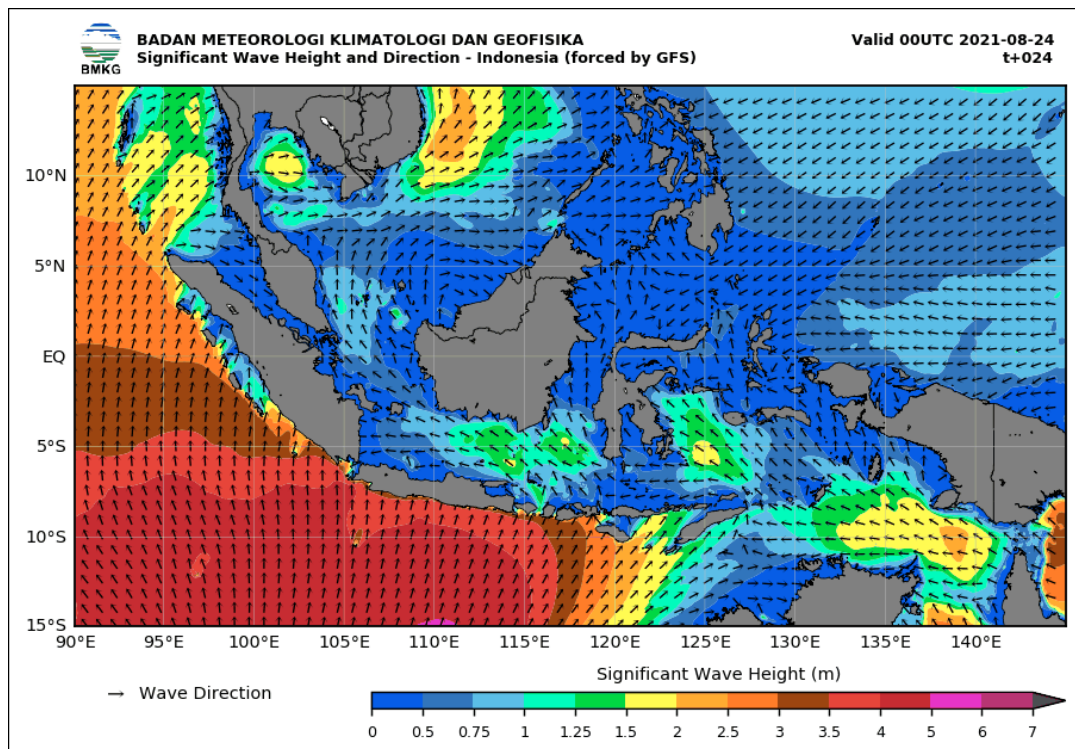 BADAN METEOROLOGI KLIMATOLOGI DAN GEOFISIKA
Significant Wave Height and Direction - Indonesia (forced by GFS)
Valid 00UTC 2021-08-24
t+024
BMKG
10°N
5°N
EQ
5°S
10°S
15°S
90°E 95°E 100°E 105°E 110°E 115°E 120°E 125°E 130°E 135°E 140°E
Significant Wave Height (m)
Wave Direction
0 0.5 0.75 1 1.25 1.5 2 2.5 3 3.5 4 5 6 7